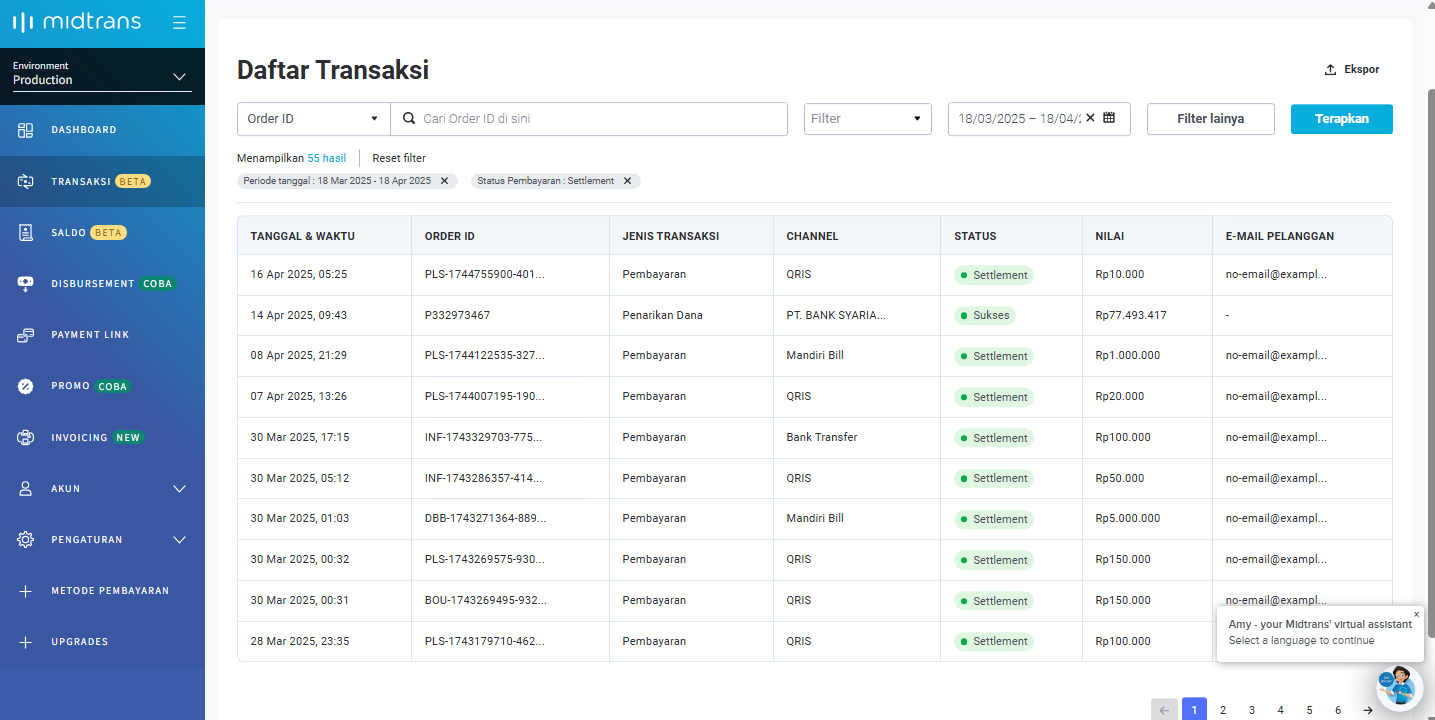 midtrans
Environment
Production
DASHBOARD
TRANSAKSI BETA
SALDO BETA
DISBURSEMENT COBA
PAYMENT LINK
PROMO COBA
INVOICING NEW
AKUN
PENGATURAN
METODE PEMBAYARAN
UPGRADES
Daftar Transaksi
Ekspor
Order ID Cari Order ID di sini Filter 18/03/2025 – 18/04/2 Filter lainya Terapkan
Menampilkan 55 hasil Reset filter
Periode tanggal : 18 Mar 2025 - 18 Apr 2025 Status Pembayaran : Settlement
TANGGAL & WAKTU ORDER ID JENIS TRANSAKSI CHANNEL STATUS NILAI E-MAIL PELANGGAN
16 Apr 2025, 05:25 PLS-1744755900-401... Pembayaran QRIS Settlement Rp10.000 no-email@exampl...
14 Apr 2025, 09:43 P332973467 Penarikan Dana PT. BANK SYARIA... Sukses Rp77.493.417 -
08 Apr 2025, 21:29 PLS-1744122535-327... Pembayaran Mandiri Bill Settlement Rp1.000.000 no-email@exampl...
07 Apr 2025, 13:26 PLS-1744007195-190... Pembayaran QRIS Settlement Rp20.000 no-email@exampl...
30 Mar 2025, 17:15 INF-1743329703-775... Pembayaran Bank Transfer Settlement Rp100.000 no-email@exampl...
30 Mar 2025, 05:12 INF-1743286357-414... Pembayaran QRIS Settlement Rp50.000 no-email@exampl...
30 Mar 2025, 01:03 DBB-1743271364-889... Pembayaran Mandiri Bill Settlement Rp5.000.000 no-email@exampl...
30 Mar 2025, 00:32 PLS-1743269575-930... Pembayaran QRIS Settlement Rp150.000 no-email@exampl...
30 Mar 2025, 00:31 BOU-1743269495-932... Pembayaran QRIS Settlement Rp150.000 no-email@exampl...
28 Mar 2025, 23:35 PLS-1743179710-462... Pembayaran QRIS Settlement Rp100.000
Amy - your Midtrans' virtual assistant
Select a language to continue
1 2 3 4 5 6